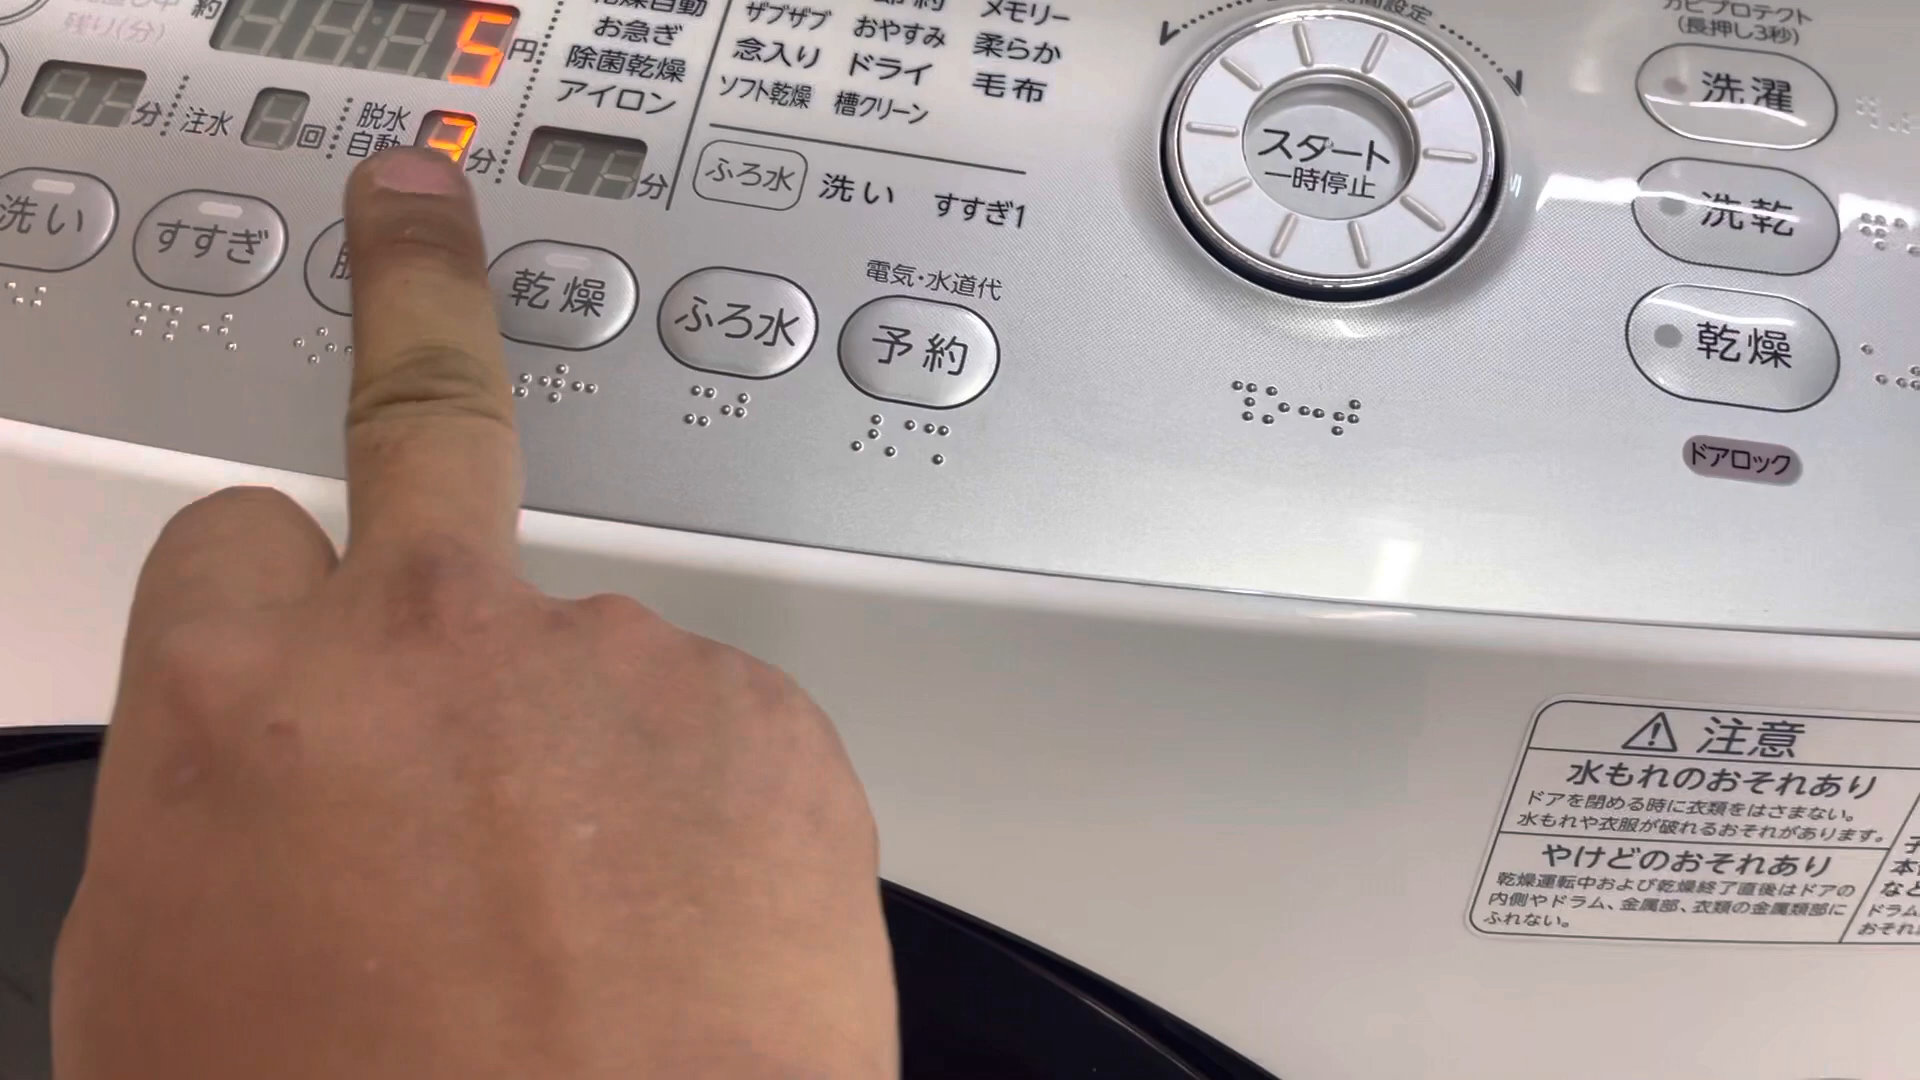 残り(分)
約
5円
分
注水
回
脱水
自動
3分
分
お急ぎ
除菌乾燥
アイロン
ザブザブ
おやすみ
メモリー
念入り
ドライ
柔らか
ソフト乾燥
槽クリーン
毛布
ふろ水
洗い
すすぎ1
洗い
すすぎ
乾燥
ふろ水
電気・水道代
予約
スタート
一時停止
カビプロテクト
(長押し3秒)
洗濯
洗乾
乾燥
ドアロック
⚠ 注意
水もれのおそれあり
ドアを閉める時に衣類をはさまない。
水もれや衣服が破れるおそれがあります。
やけどのおそれあり
乾燥運転中および乾燥終了直後はドアの
内側やドラム、金属部、衣類の金属類部に
ふれない。